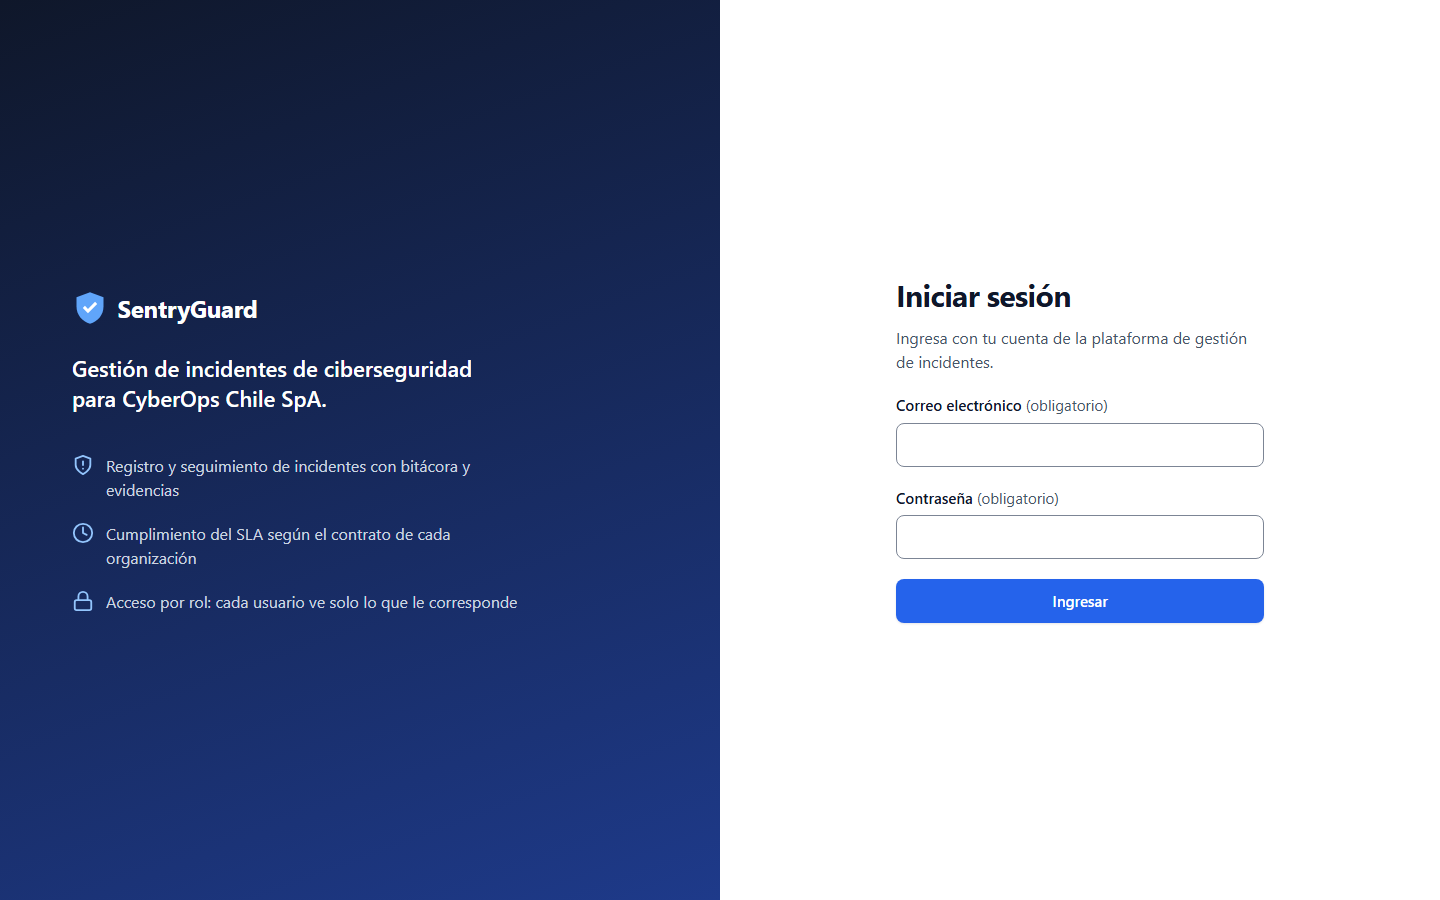 SentryGuard
Gestión de incidentes de ciberseguridad
para CyberOps Chile SpA.
Registro y seguimiento de incidentes con bitácora y
evidencias
Cumplimiento del SLA según el contrato de cada
organización
Acceso por rol: cada usuario ve solo lo que le corresponde
Iniciar sesión
Ingresa con tu cuenta de la plataforma de gestión
de incidentes.
Correo electrónico (obligatorio)
Contraseña (obligatorio)
Ingresar